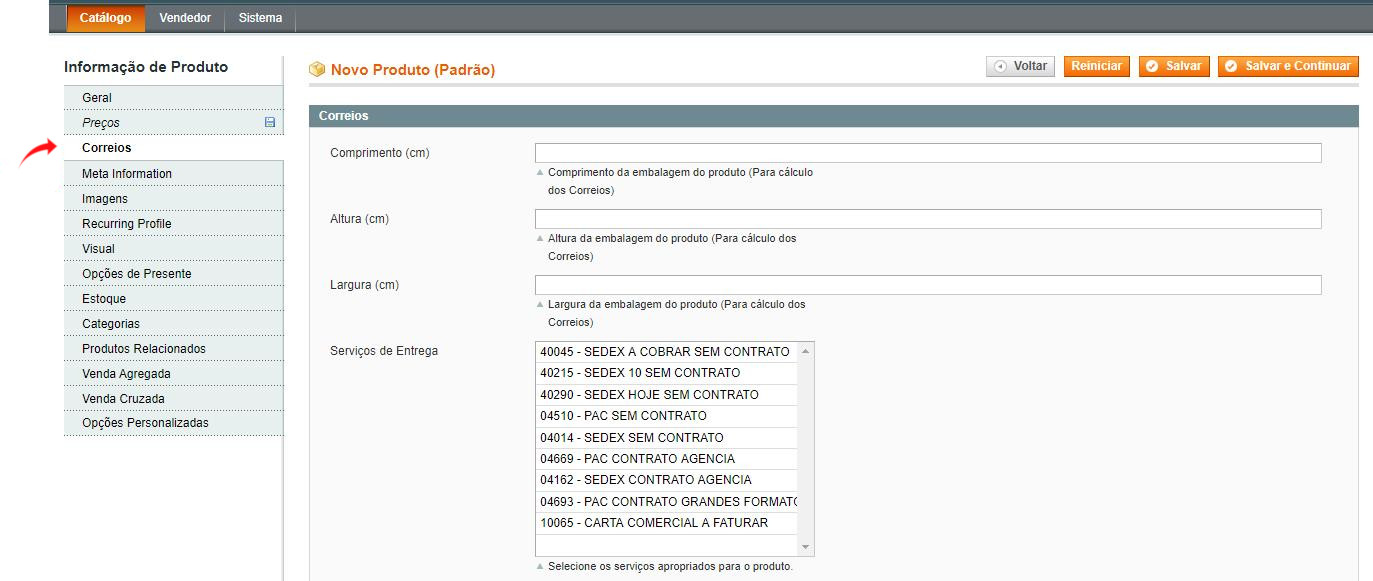 Catálogo Vendedor Sistema
Informação de Produto
Geral
Preços
Correios
Meta Information
Imagens
Recurring Profile
Visual
Opções de Presente
Estoque
Categorias
Produtos Relacionados
Venda Agregada
Venda Cruzada
Opções Personalizadas
Novo Produto (Padrão)
Voltar Reiniciar Salvar Salvar e Continuar
Correios
Comprimento (cm)
Comprimento da embalagem do produto (Para cálculo
dos Correios)
Altura (cm)
Altura da embalagem do produto (Para cálculo dos
Correios)
Largura (cm)
Largura da embalagem do produto (Para cálculo dos
Correios)
Serviços de Entrega
40045 - SEDEX A COBRAR SEM CONTRATO
40215 - SEDEX 10 SEM CONTRATO
40290 - SEDEX HOJE SEM CONTRATO
04510 - PAC SEM CONTRATO
04014 - SEDEX SEM CONTRATO
04669 - PAC CONTRATO AGENCIA
04162 - SEDEX CONTRATO AGENCIA
04693 - PAC CONTRATO GRANDES FORMATO
10065 - CARTA COMERCIAL A FATURAR
Selecione os serviços apropriados para o produto.